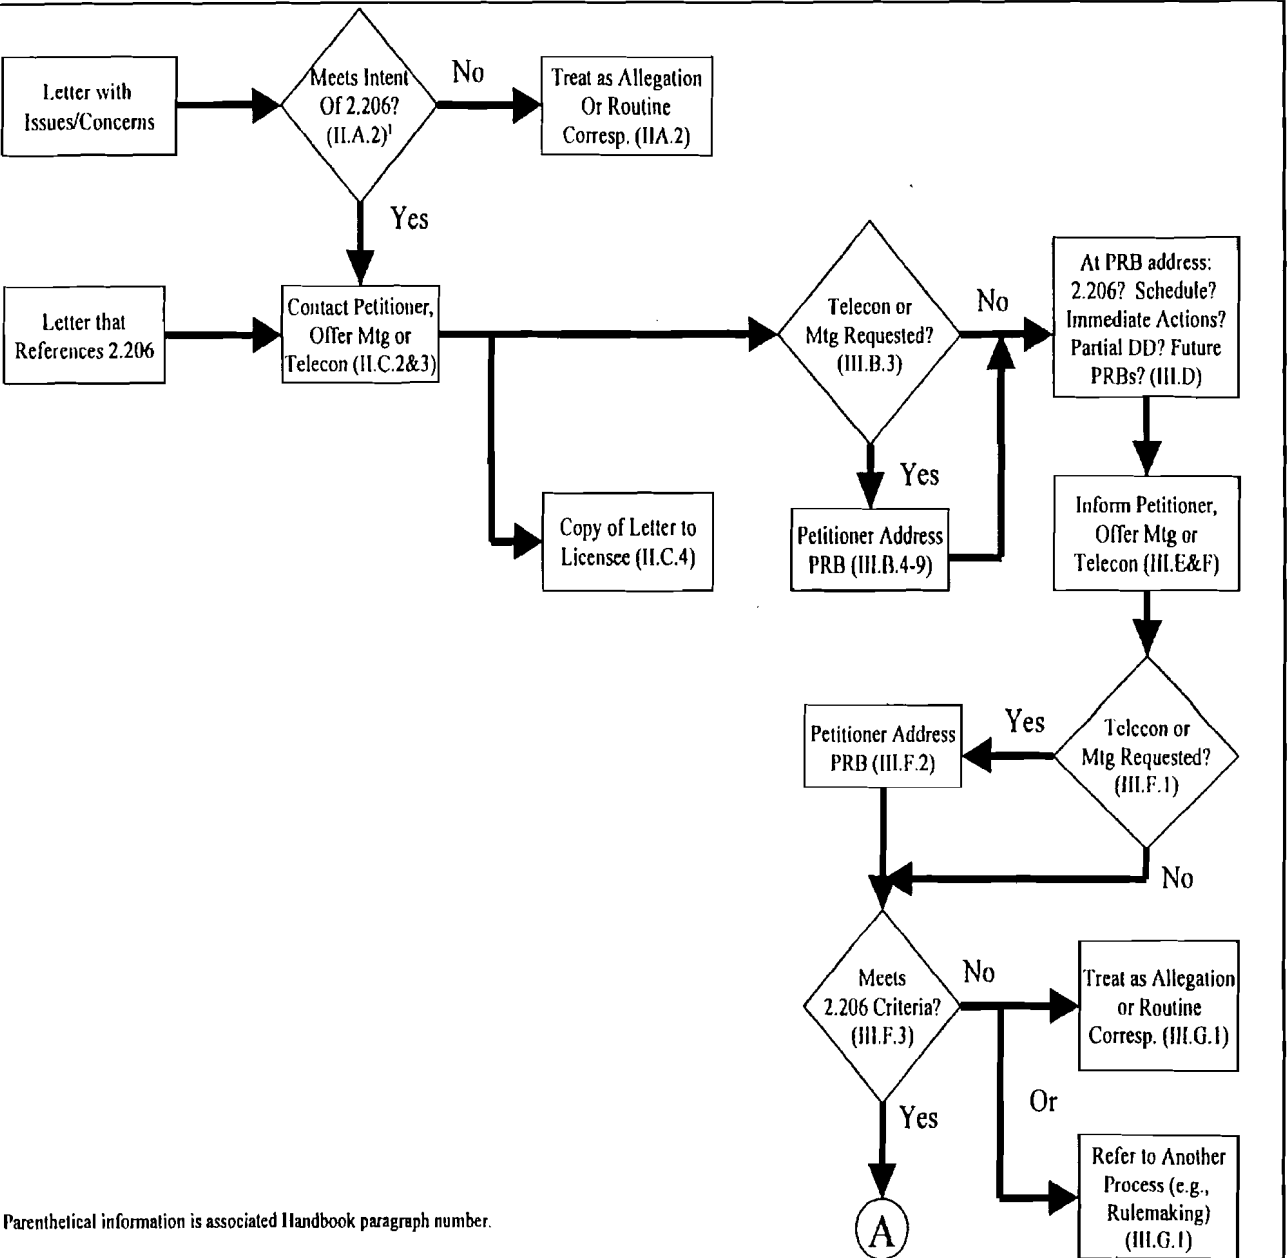 Letter with
Issues/Concerns
Meets Intent
Of 2.206?
(II.A.2)¹
No
Treat as Allegation
Or Routine
Corresp. (IIA.2)
Yes
Letter that
References 2.206
Contact Petitioner,
Offer Mtg or
Telecon (II.C.2&3)
Telecon or
Mtg Requested?
(III.B.3)
No
At PRB address:
2.206? Schedule?
Immediate Actions?
Partial DD? Future
PRBs? (III.D)
Yes
Copy of Letter to
Licensee (II.C.4)
Petitioner Address
PRB (III.B.4-9)
Inform Petitioner,
Offer Mtg or
Telecon (III.E&F)
Petitioner Address
PRB (III.F.2)
Yes
Telecon or
Mtg Requested?
(III.F.1)
No
Meets
2.206 Criteria?
(III.F.3)
No
Treat as Allegation
or Routine
Corresp. (III.G.1)
Or
Yes
Refer to Another
Process (e.g.,
Rulemaking)
(III.G.1)
A
Parenthetical information is associated Handbook paragraph number.